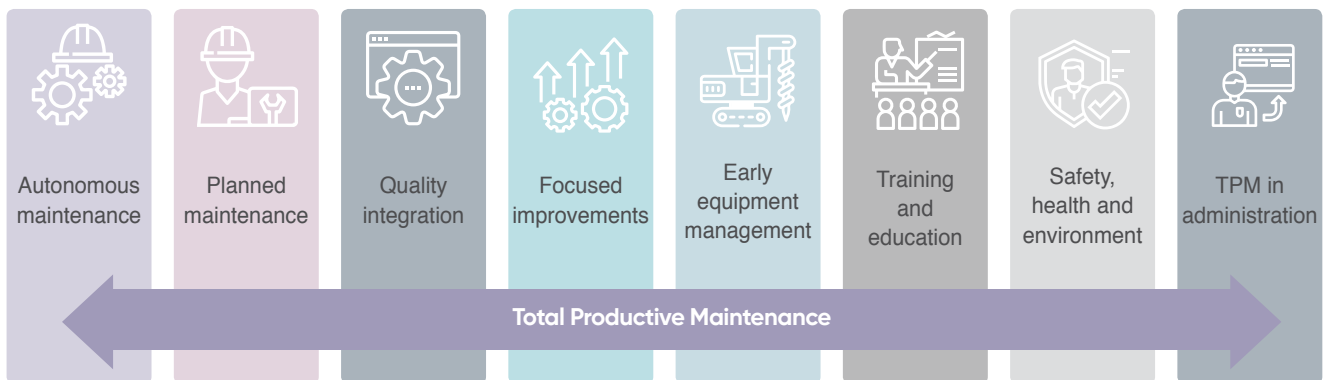 Autonomous
maintenance
Planned
maintenance
Quality
integration
Focused
improvements
Early
equipment
management
Training
and
education
Safety,
health and
environment
TPM in
administration
Total Productive Maintenance